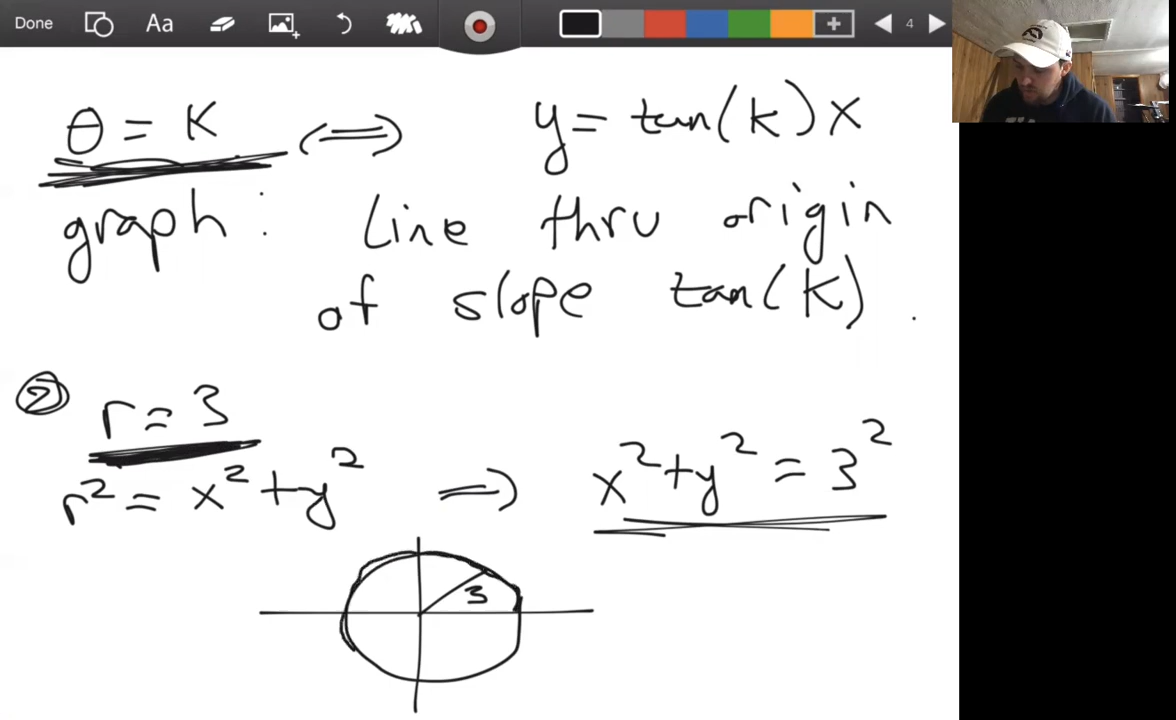 Done Aa 4
θ = K ⟺ y = tan(k)x
graph: Line thru origin
of slope tan(K).
② r = 3
r² = x² + y² ⟹ x² + y² = 3²
3